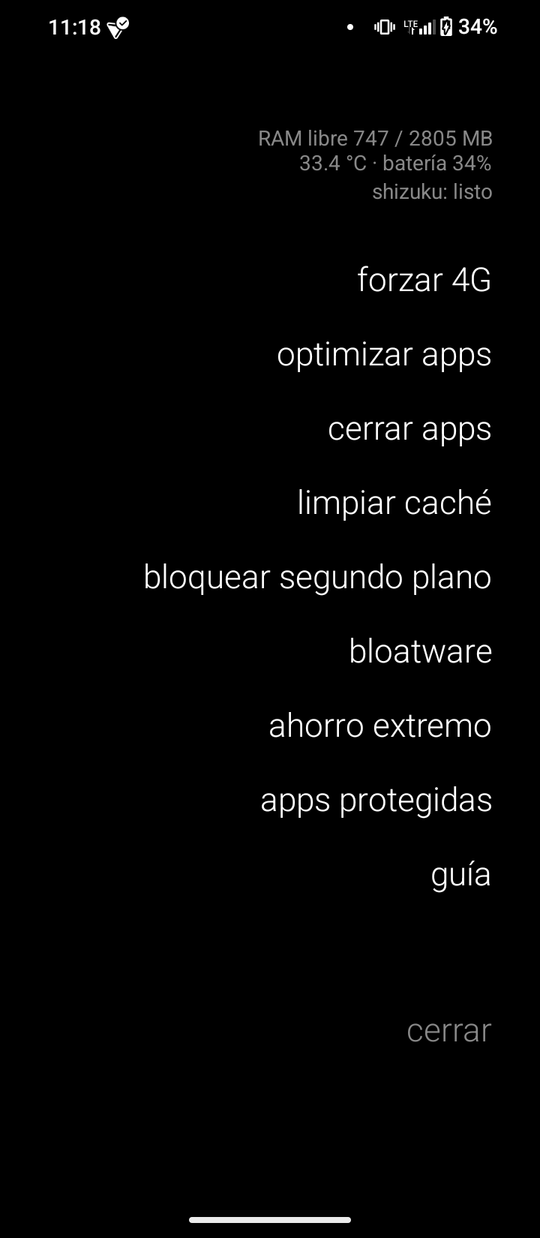 11:18 LTE 34%
RAM libre 747 / 2805 MB
33.4 °C · batería 34%
shizuku: listo
forzar 4G
optimizar apps
cerrar apps
limpiar caché
bloquear segundo plano
bloatware
ahorro extremo
apps protegidas
guía
cerrar